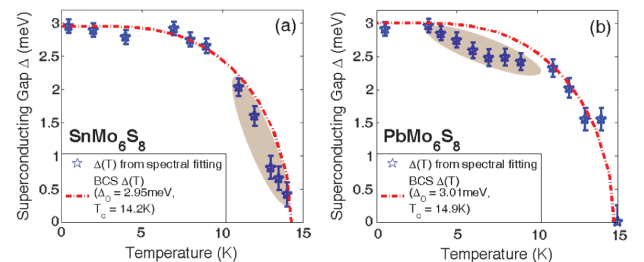 (a)
Superconducting Gap Δ (meV)
3
2.5
2
1.5
1
0.5
0
SnMo6S8
Δ(T) from spectral fitting
BCS Δ(T)
(Δ0 = 2.95meV,
Tc = 14.2K)
0 5 10 15
Temperature (K)
(b)
Superconducting Gap Δ (meV)
3
2.5
2
1.5
1
0.5
0
PbMo6S8
Δ(T) from spectral fitting
BCS Δ(T)
(Δ0 = 3.01meV,
Tc = 14.9K)
0 5 10 15
Temperature (K)